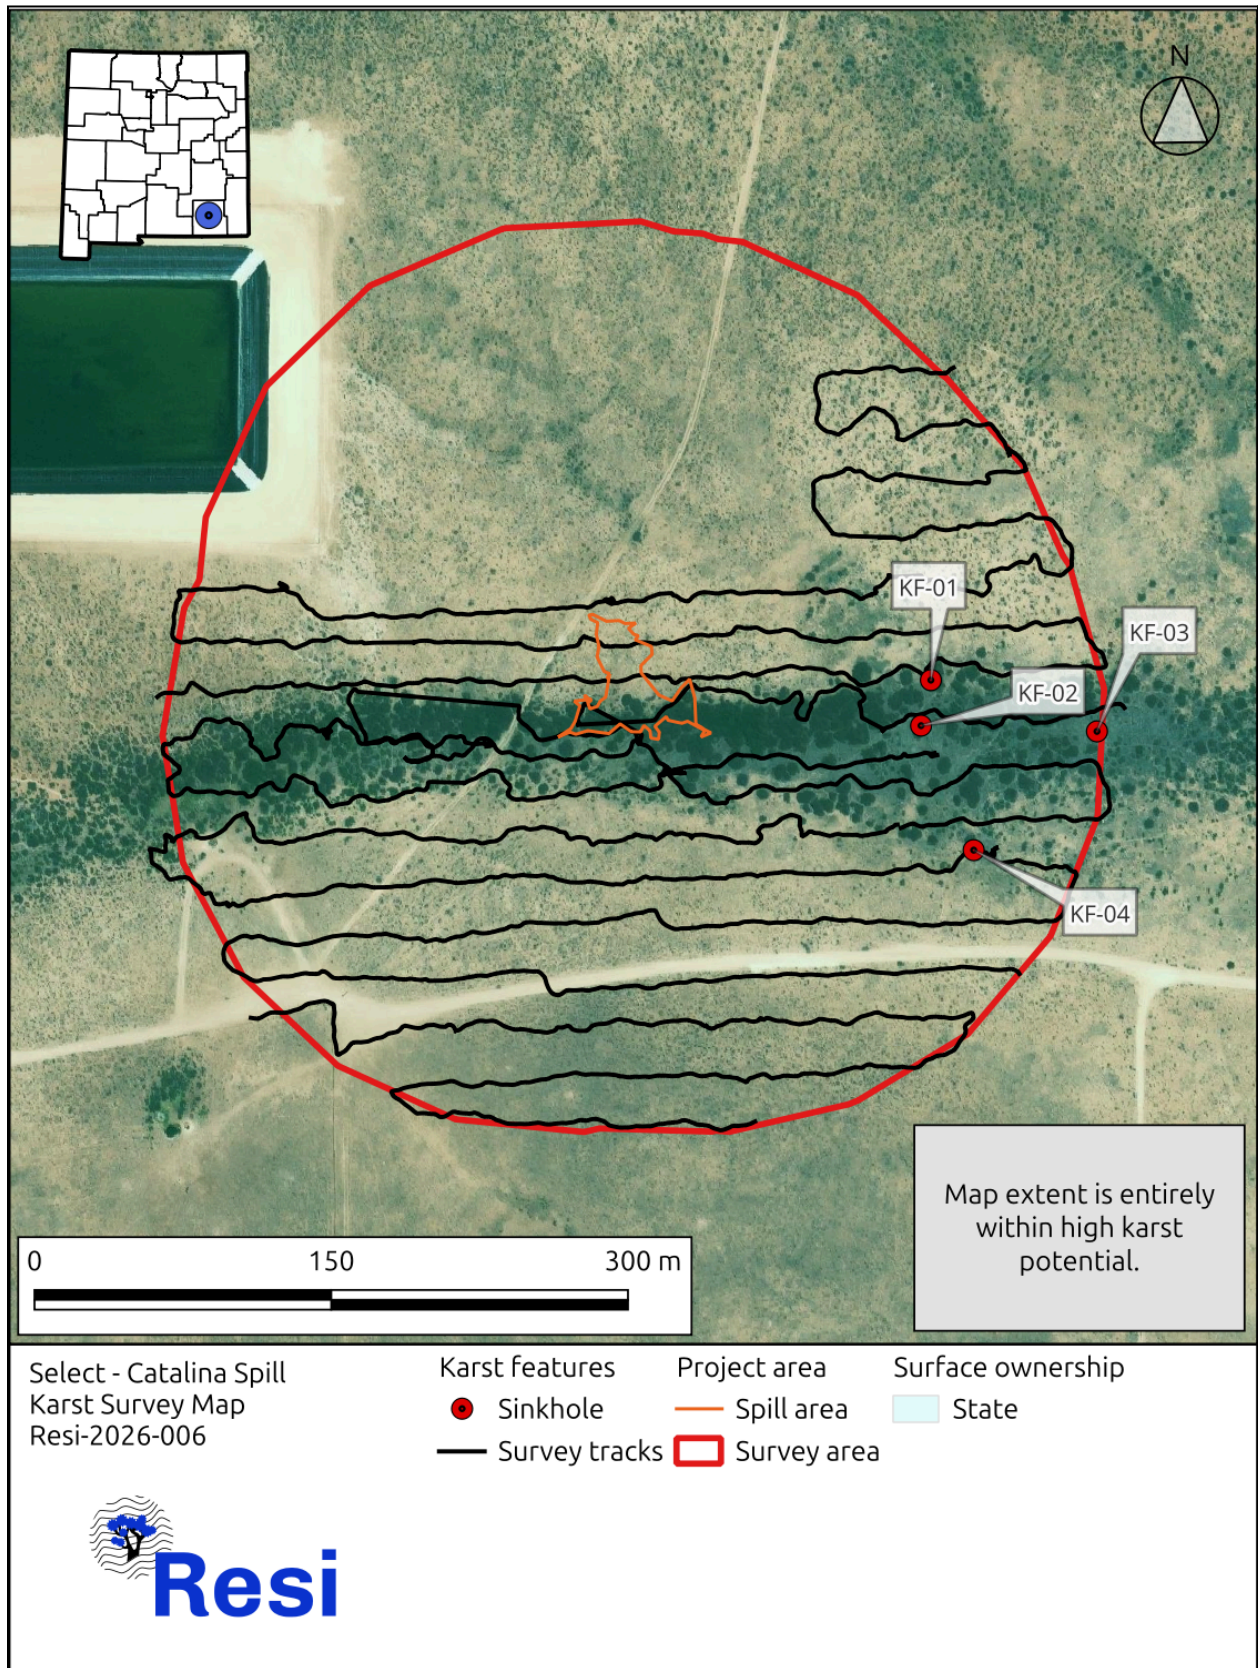 N
KF-01
KF-03
KF-02
KF-04
Map extent is entirely
within high karst
potential.
0 150 300 m
Select - Catalina Spill
Karst Survey Map
Resi-2026-006
Karst features
Sinkhole
Survey tracks
Project area
Spill area
Survey area
Surface ownership
State
Resi